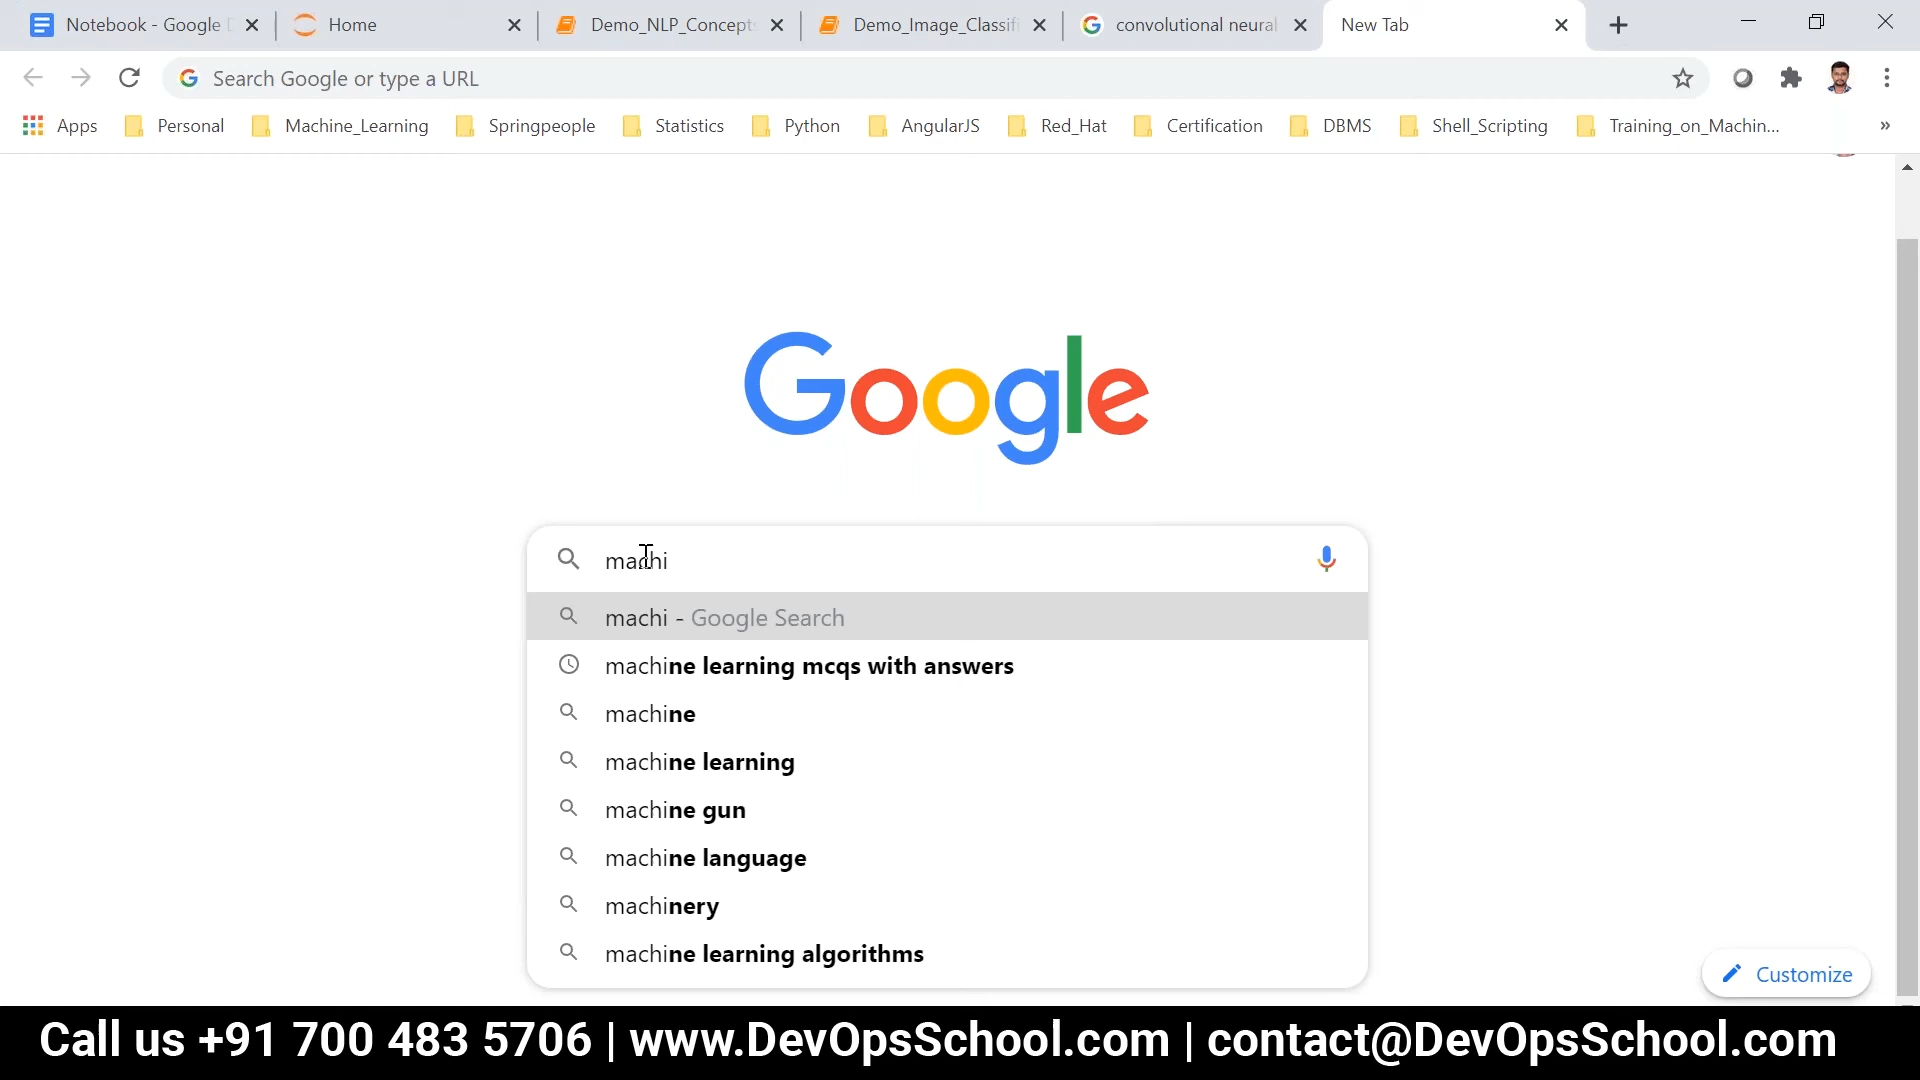 Notebook - Google D
Home
Demo_NLP_Concepts
Demo_Image_Classifi
convolutional neural
New Tab
Search Google or type a URL
Apps
Personal
Machine_Learning
Springpeople
Statistics
Python
AngularJS
Red_Hat
Certification
DBMS
Shell_Scripting
Training_on_Machin...
»
Google
machi
machi - Google Search
machine learning mcqs with answers
machine
machine learning
machine gun
machine language
machinery
machine learning algorithms
Customize
Call us +91 700 483 5706 | www.DevOpsSchool.com | contact@DevOpsSchool.com